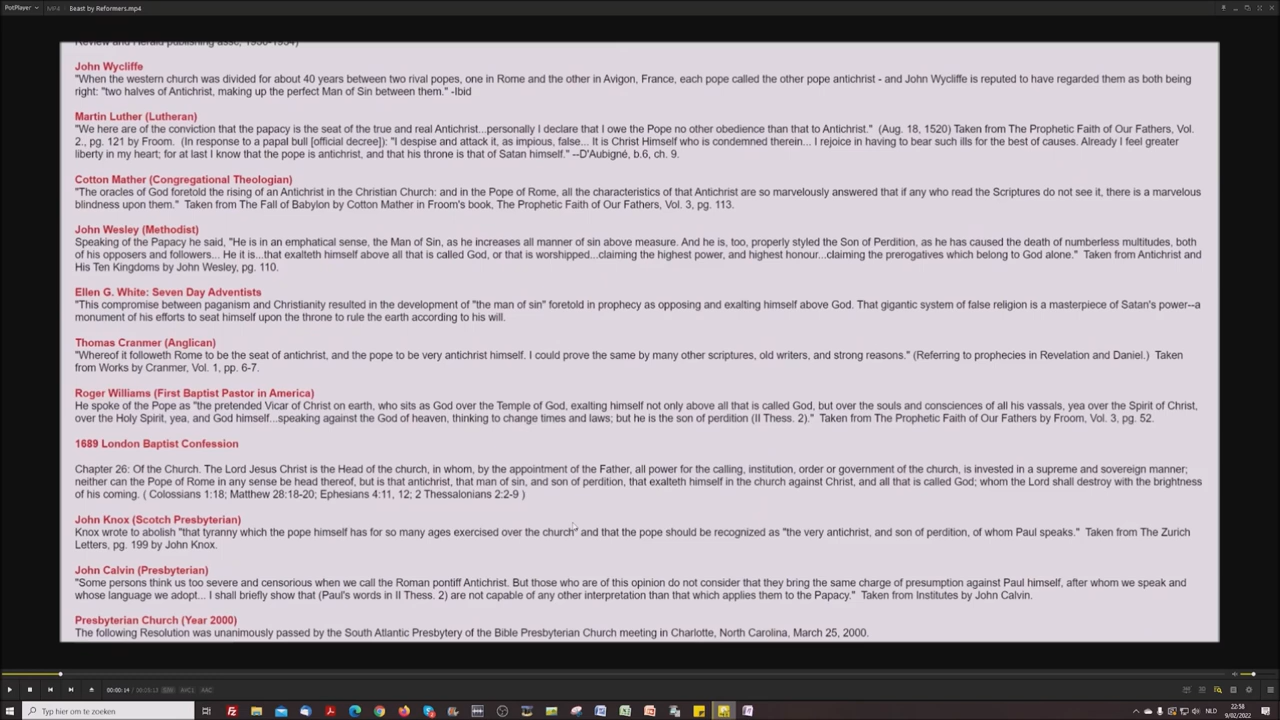 PotPlayer
MP4
Beast by Reformers.mp4
Review and Herald publishing asso, 1950-1954)
John Wycliffe
"When the western church was divided for about 40 years between two rival popes, one in Rome and the other in Avigon, France, each pope called the other pope antichrist - and John Wycliffe is reputed to have regarded them as both being
right: "two halves of Antichrist, making up the perfect Man of Sin between them." -Ibid
Martin Luther (Lutheran)
"We here are of the conviction that the papacy is the seat of the true and real Antichrist...personally I declare that I owe the Pope no other obedience than that to Antichrist." (Aug. 18, 1520) Taken from The Prophetic Faith of Our Fathers, Vol.
2., pg. 121 by Froom. (In response to a papal bull [official decree]): "I despise and attack it, as impious, false... It is Christ Himself who is condemned therein... I rejoice in having to bear such ills for the best of causes. Already I feel greater
liberty in my heart; for at last I know that the pope is antichrist, and that his throne is that of Satan himself." --D'Aubigné, b.6, ch. 9.
Cotton Mather (Congregational Theologian)
"The oracles of God foretold the rising of an Antichrist in the Christian Church: and in the Pope of Rome, all the characteristics of that Antichrist are so marvelously answered that if any who read the Scriptures do not see it, there is a marvelous
blindness upon them." Taken from The Fall of Babylon by Cotton Mather in Froom's book, The Prophetic Faith of Our Fathers, Vol. 3, pg. 113.
John Wesley (Methodist)
Speaking of the Papacy he said, "He is in an emphatical sense, the Man of Sin, as he increases all manner of sin above measure. And he is, too, properly styled the Son of Perdition, as he has caused the death of numberless multitudes, both
of his opposers and followers... He it is...that exalteth himself above all that is called God, or that is worshipped...claiming the highest power, and highest honour...claiming the prerogatives which belong to God alone." Taken from Antichrist and
His Ten Kingdoms by John Wesley, pg. 110.
Ellen G. White: Seven Day Adventists
"This compromise between paganism and Christianity resulted in the development of "the man of sin" foretold in prophecy as opposing and exalting himself above God. That gigantic system of false religion is a masterpiece of Satan's power--a
monument of his efforts to seat himself upon the throne to rule the earth according to his will.
Thomas Cranmer (Anglican)
"Whereof it followeth Rome to be the seat of antichrist, and the pope to be very antichrist himself. I could prove the same by many other scriptures, old writers, and strong reasons." (Referring to prophecies in Revelation and Daniel.) Taken
from Works by Cranmer, Vol. 1, pp. 6-7.
Roger Williams (First Baptist Pastor in America)
He spoke of the Pope as "the pretended Vicar of Christ on earth, who sits as God over the Temple of God, exalting himself not only above all that is called God, but over the souls and consciences of all his vassals, yea over the Spirit of Christ,
over the Holy Spirit, yea, and God himself...speaking against the God of heaven, thinking to change times and laws; but he is the son of perdition (II Thess. 2)." Taken from The Prophetic Faith of Our Fathers by Froom, Vol. 3, pg. 52.
1689 London Baptist Confession
Chapter 26: Of the Church. The Lord Jesus Christ is the Head of the church, in whom, by the appointment of the Father, all power for the calling, institution, order or government of the church, is invested in a supreme and sovereign manner;
neither can the Pope of Rome in any sense be head thereof, but is that antichrist, that man of sin, and son of perdition, that exalteth himself in the church against Christ, and all that is called God; whom the Lord shall destroy with the brightness
of his coming. ( Colossians 1:18; Matthew 28:18-20; Ephesians 4:11, 12; 2 Thessalonians 2:2-9 )
John Knox (Scotch Presbyterian)
Knox wrote to abolish "that tyranny which the pope himself has for so many ages exercised over the church" and that the pope should be recognized as "the very antichrist, and son of perdition, of whom Paul speaks." Taken from The Zurich
Letters, pg. 199 by John Knox.
John Calvin (Presbyterian)
"Some persons think us too severe and censorious when we call the Roman pontiff Antichrist. But those who are of this opinion do not consider that they bring the same charge of presumption against Paul himself, after whom we speak and
whose language we adopt... I shall briefly show that (Paul's words in II Thess. 2) are not capable of any other interpretation than that which applies them to the Papacy." Taken from Institutes by John Calvin.
Presbyterian Church (Year 2000)
The following Resolution was unanimously passed by the South Atlantic Presbytery of the Bible Presbyterian Church meeting in Charlotte, North Carolina, March 25, 2000.
00:00:14
AVC1 AAC
Typ hier om te zoeken
NLD
22:58
9/02/2022